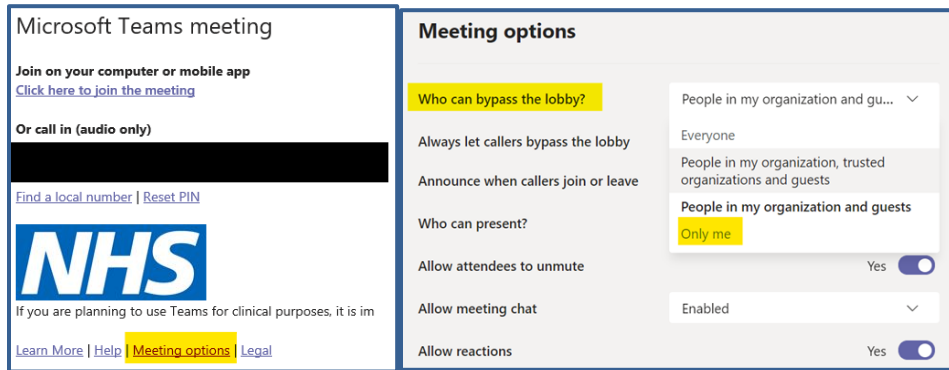 Microsoft Teams meeting
Join on your computer or mobile app
Click here to join the meeting
Or call in (audio only)
Find a local number | Reset PIN
NHS
If you are planning to use Teams for clinical purposes, it is im
Learn More | Help | Meeting options | Legal
Meeting options
Who can bypass the lobby?
People in my organization and gu...
Everyone
People in my organization, trusted
organizations and guests
People in my organization and guests
Only me
Always let callers bypass the lobby
Announce when callers join or leave
Who can present?
Allow attendees to unmute
Yes
Allow meeting chat
Enabled
Allow reactions
Yes